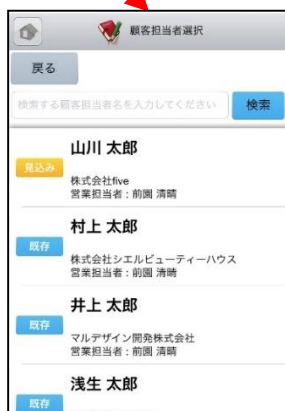 顧客担当者選択
戻る
検索する顧客担当者名を入力してください
検索
山川 太郎
見込み
株式会社five
営業担当者：前園 清晴
村上 太郎
既存
株式会社シエルビューティーハウス
営業担当者：前園 清晴
井上 太郎
既存
マルデザイン開発株式会社
営業担当者：前園 清晴
浅生 太郎
既存